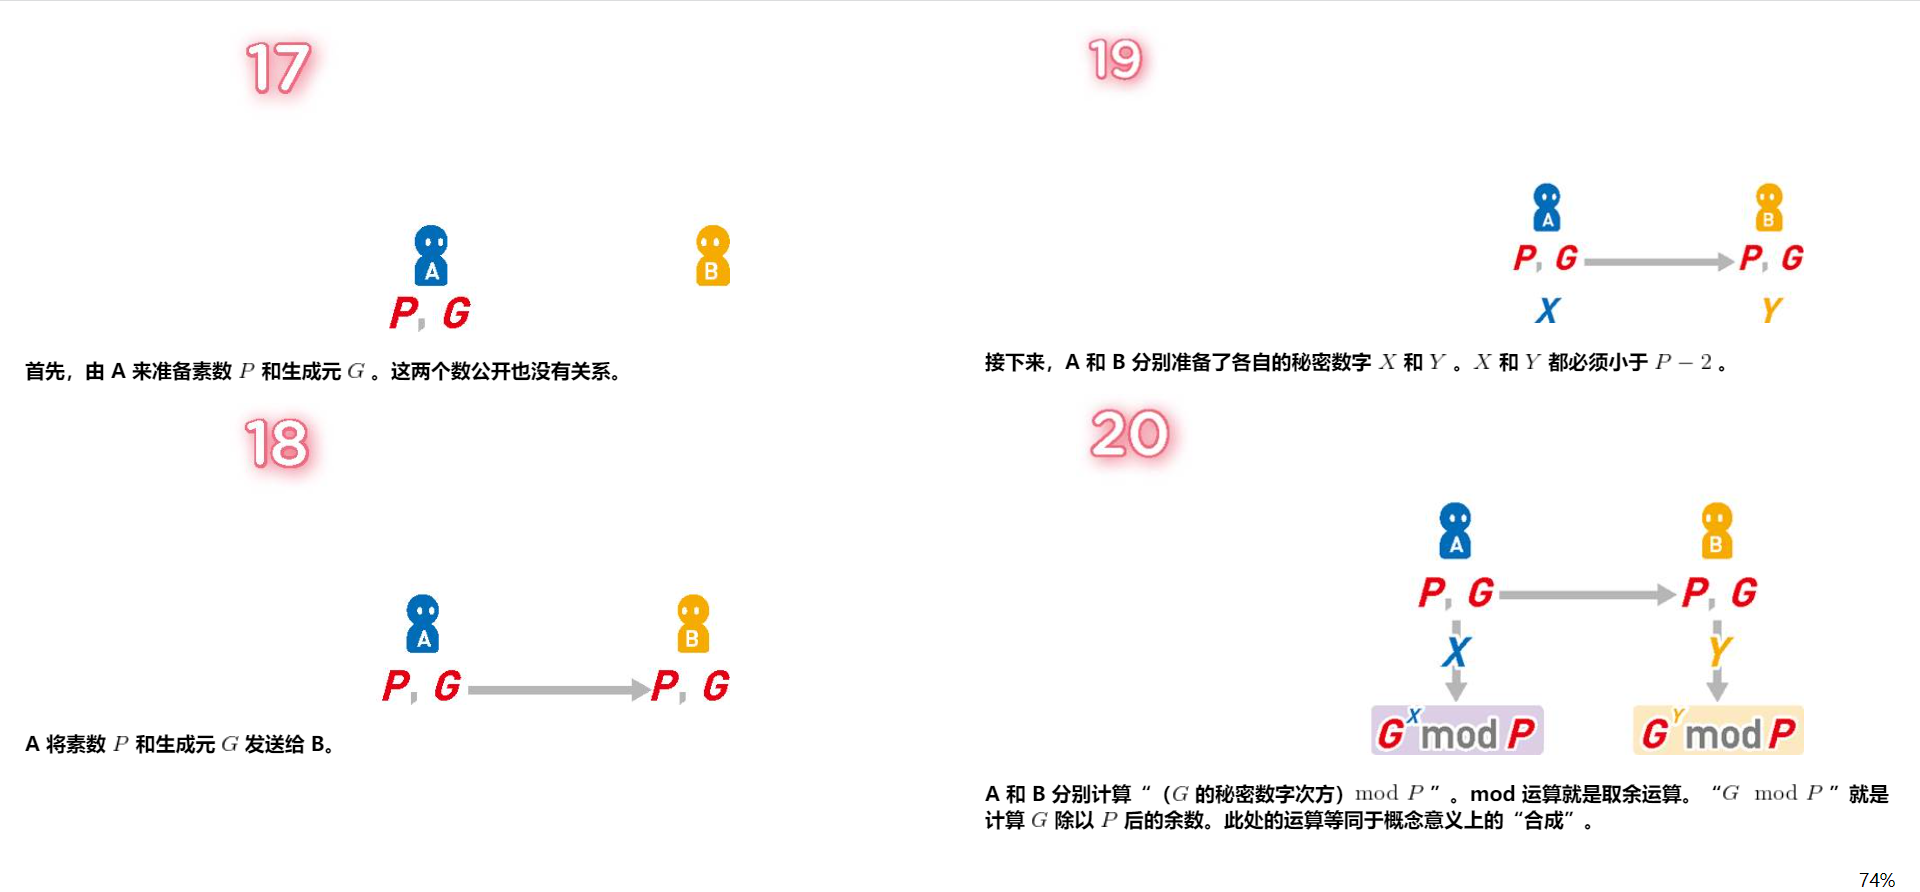 17
A
B
P, G
首先，由 A 来准备素数 P 和生成元 G 。这两个数公开也没有关系。
18
A
B
P, G
P, G
A 将素数 P 和生成元 G 发送给 B。
19
A
B
P, G
P, G
X
Y
接下来，A 和 B 分别准备了各自的秘密数字 X 和 Y 。X 和 Y 都必须小于 P − 2 。
20
A
B
P, G
P, G
X
Y
G^X mod P
G^Y mod P
A 和 B 分别计算“（G 的秘密数字次方）mod P ”。mod 运算就是取余运算。“G mod P ”就是
计算 G 除以 P 后的余数。此处的运算等同于概念意义上的“合成”。
74%